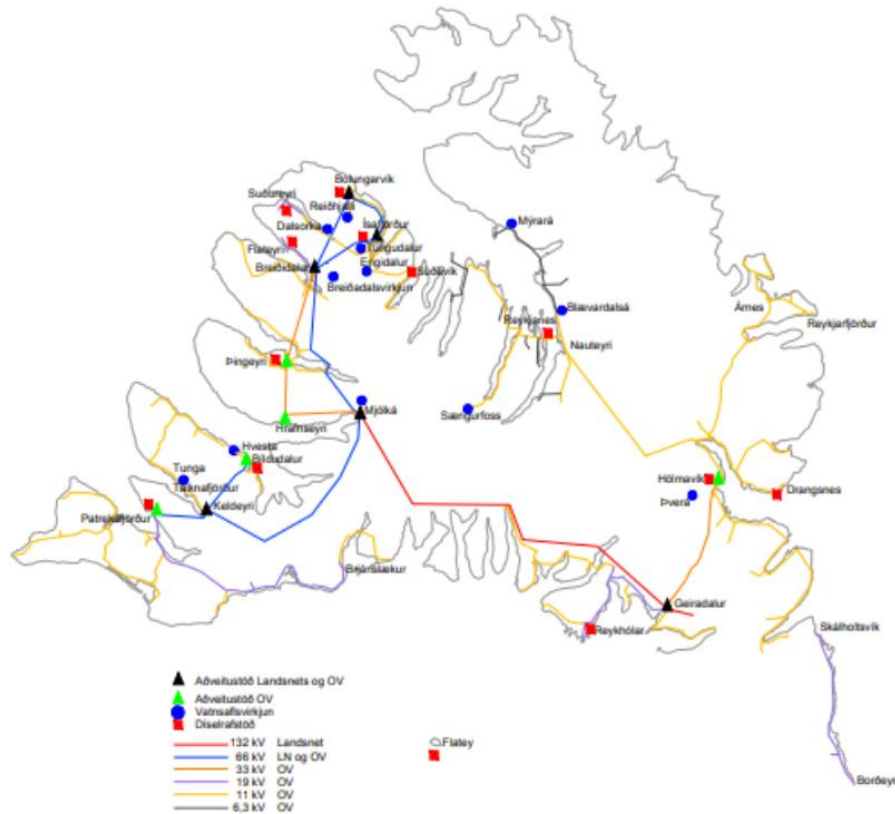 Bolungarvík
Suðureyri
Reiðhjalli
Dalsorka
Ísafjörður
Mýrará
Flateyri
Tungudalur
Breiðidalur
Engidalur
Súðavík
Breiðadalsvirkjun
Blævardalsá
Árnes
Reykjarfjörður
Reykjanes
Nauteyri
Þingeyri
Mjólká
Sængurfoss
Hrafnseyri
Hvesta
Bíldudalur
Tunga
Tálknafjörður
Hólmavík
Drangsnes
Þverá
Patreksfjörður
Keldeyri
Brjánslækur
Geiradalur
Reykhólar
Skálholtsvík
Aðveitustöð Landsnets og OV
Aðveitustöð OV
Vatnsaflsvirkjun
Díselrafstöð
132 kV Landsnet
66 kV LN og OV
33 kV OV
19 kV OV
11 kV OV
6,3 kV OV
Flatey
Borðeyri